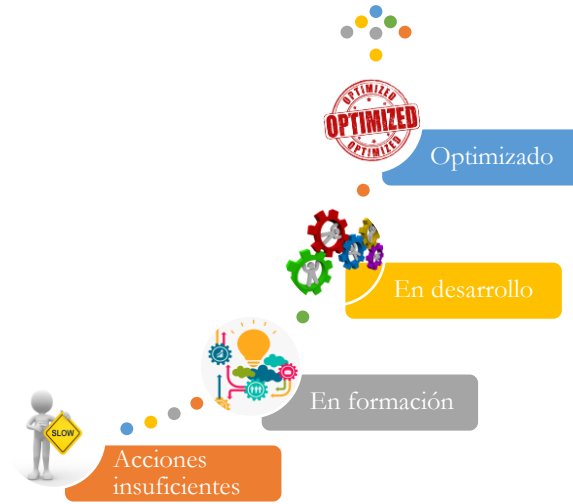 OPTIMIZED
OPTIMIZED
OPTIMIZED
Optimizado
En desarrollo
En formación
SLOW
Acciones
insuficientes